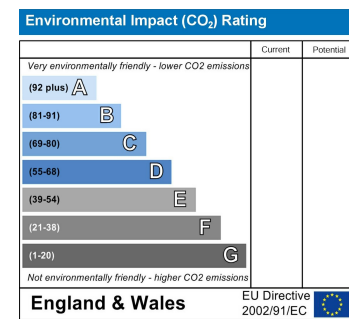 Environmental Impact (CO₂) Rating
Current Potential
Very environmentally friendly - lower CO2 emissions
(92 plus) A
(81-91) B
(69-80) C
(55-68) D
(39-54) E
(21-38) F
(1-20) G
Not environmentally friendly - higher CO2 emissions
England & Wales
EU Directive
2002/91/EC